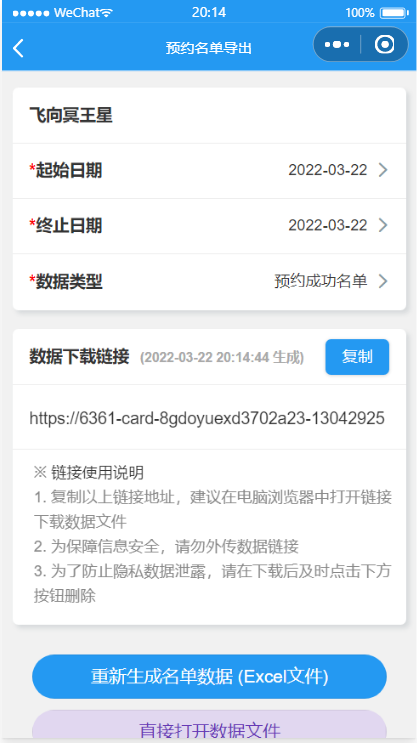 WeChat 20:14 100%
预约名单导出
飞向冥王星
*起始日期 2022-03-22
*终止日期 2022-03-22
*数据类型 预约成功名单
数据下载链接 (2022-03-22 20:14:44 生成) 复制
https://6361-card-8gdoyuexd3702a23-13042925
※ 链接使用说明
1. 复制以上链接地址，建议在电脑浏览器中打开链接
下载数据文件
2. 为保障信息安全，请勿外传数据链接
3. 为了防止隐私数据泄露，请在下载后及时点击下方
按钮删除
重新生成名单数据 (Excel文件)
直接打开数据文件